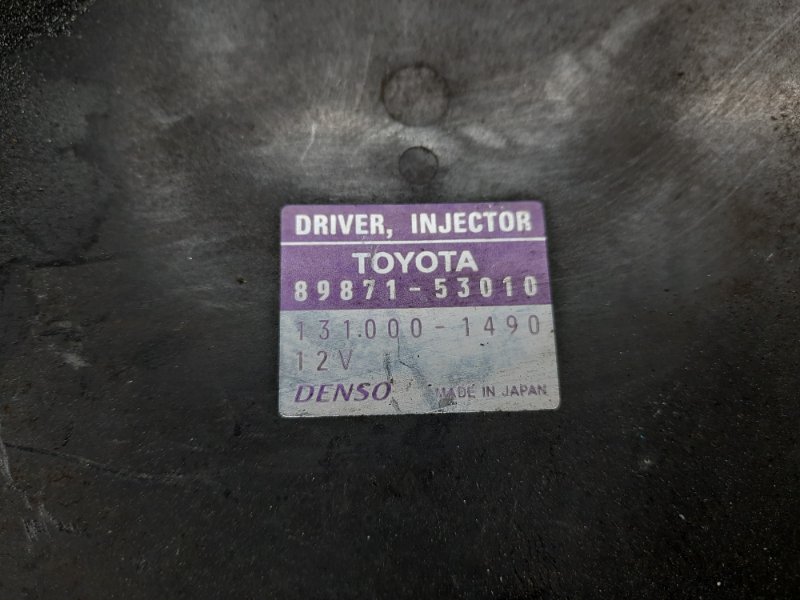 DRIVER, INJECTOR
TOYOTA
89871-53010
131000-1490
12V
DENSO MADE IN JAPAN